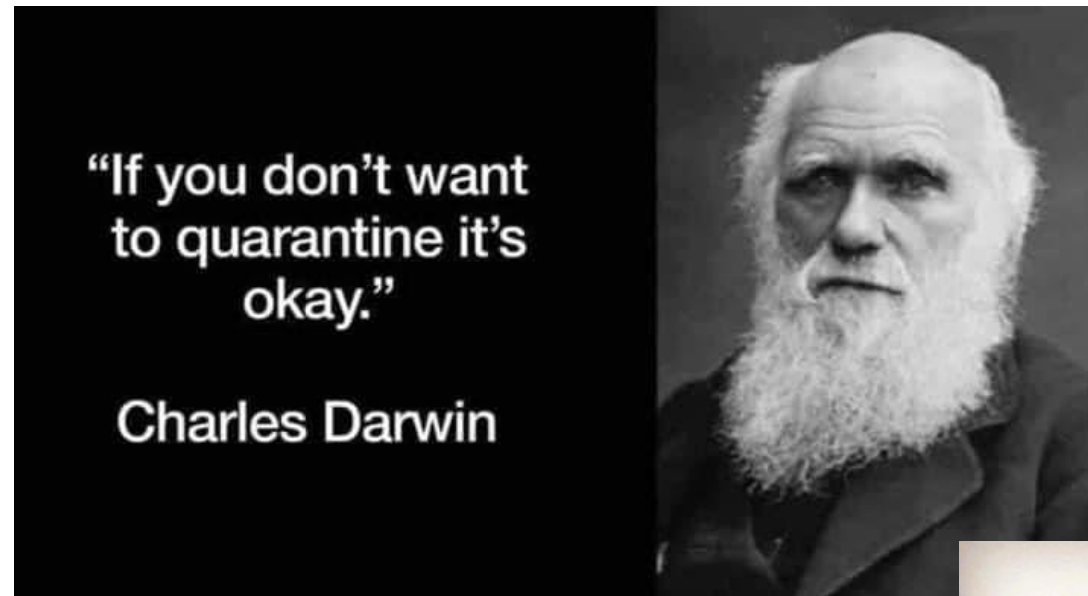 “If you don’t want
to quarantine it’s
okay.”
Charles Darwin